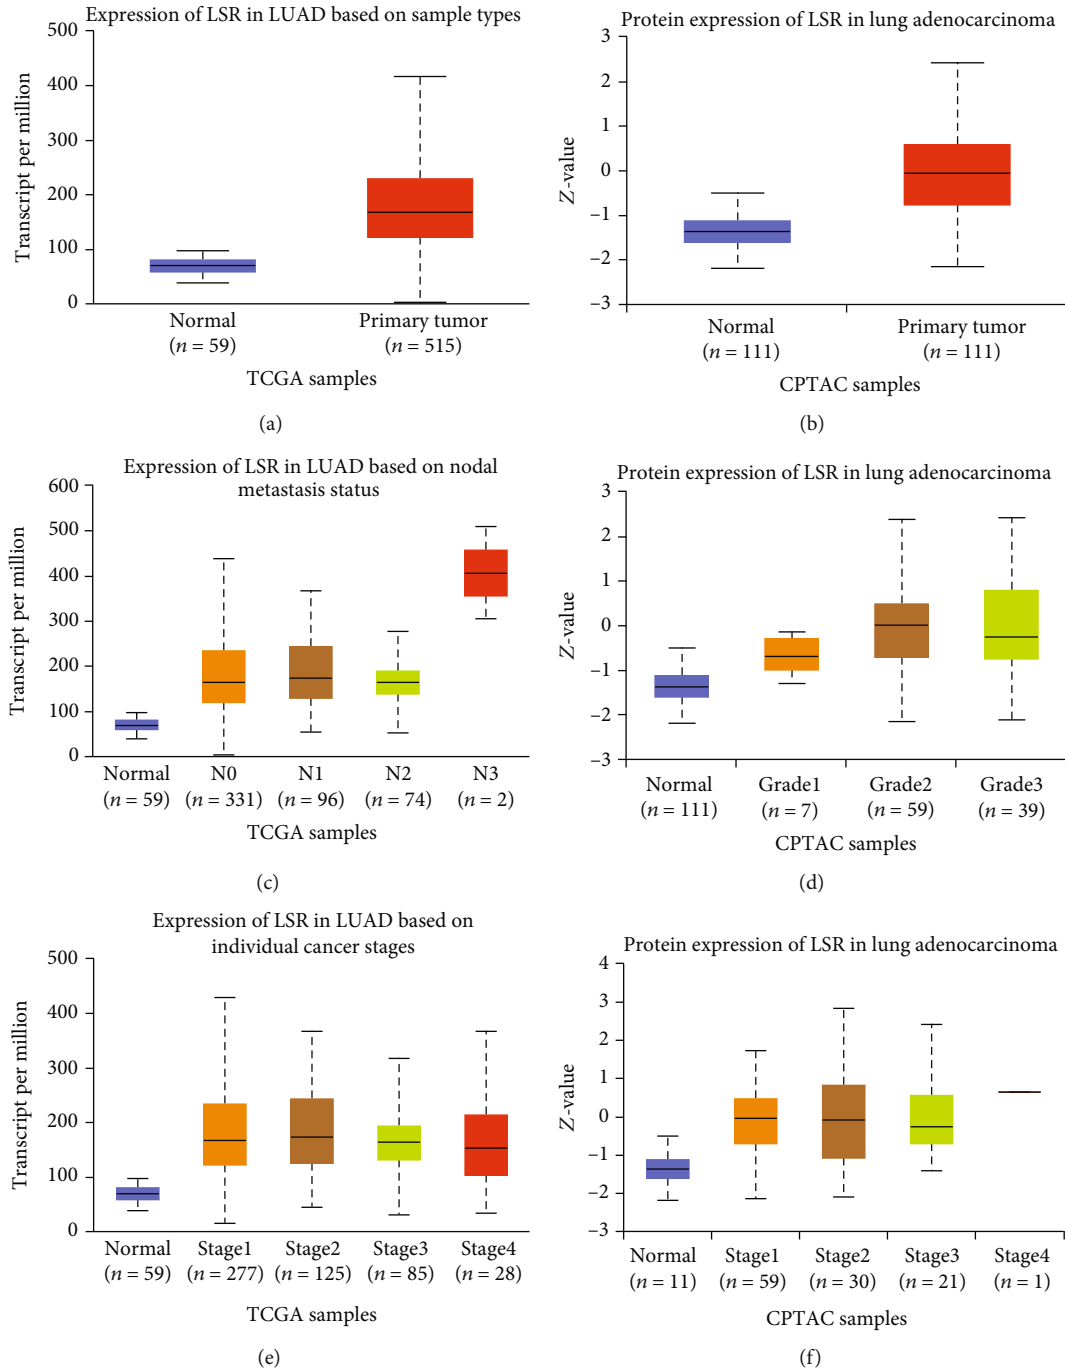 Expression of LSR in LUAD based on sample types
500
400
300
200
100
0
Transcript per million
Normal
(n = 59)
Primary tumor
(n = 515)
TCGA samples
(a)
Protein expression of LSR in lung adenocarcinoma
3
2
1
0
−1
−2
−3
Z-value
Normal
(n = 111)
Primary tumor
(n = 111)
CPTAC samples
(b)
Expression of LSR in LUAD based on nodal
metastasis status
600
500
400
300
200
100
0
Transcript per million
Normal
(n = 59)
N0
(n = 331)
N1
(n = 96)
N2
(n = 74)
N3
(n = 2)
TCGA samples
(c)
Protein expression of LSR in lung adenocarcinoma
3
2
1
0
−1
−2
−3
Z-value
Normal
(n = 111)
Grade1
(n = 7)
Grade2
(n = 59)
Grade3
(n = 39)
CPTAC samples
(d)
Expression of LSR in LUAD based on
individual cancer stages
500
400
300
200
100
0
Transcript per million
Normal
(n = 59)
Stage1
(n = 277)
Stage2
(n = 125)
Stage3
(n = 85)
Stage4
(n = 28)
TCGA samples
(e)
Protein expression of LSR in lung adenocarcinoma
4
3
2
1
0
−1
−2
−3
Z-value
Normal
(n = 11)
Stage1
(n = 59)
Stage2
(n = 30)
Stage3
(n = 21)
Stage4
(n = 1)
CPTAC samples
(f)